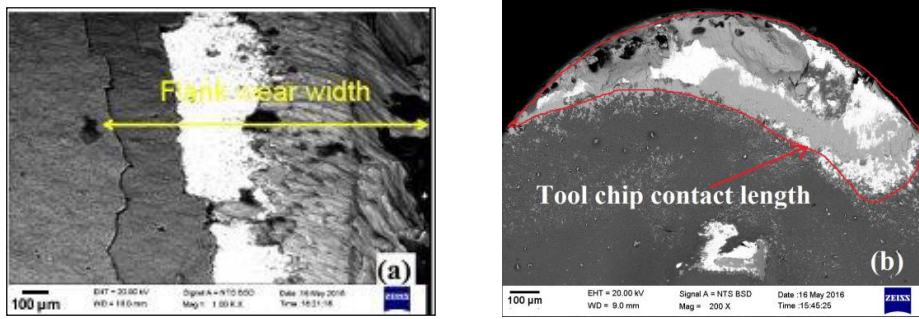 Flank wear width
(a)
100 µm
EHT = 20.00 kV
Signal A = NTS BSD
Date :16 May 2016
Mag = 1.00 K X
ZEISS
Tool chip contact length
(b)
100 µm
EHT = 20.00 kV
Signal A = NTS BSD
Date :16 May 2016
WD = 9.0 mm
Mag = 200 X
Time :15:45:25
ZEISS